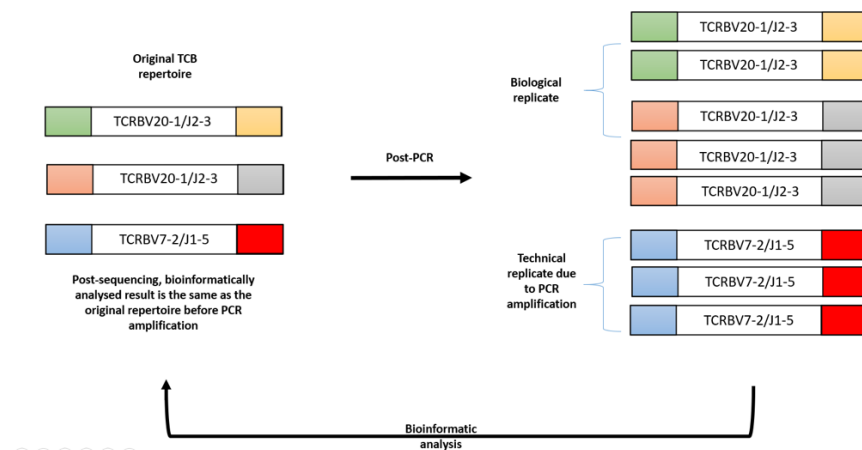 Original TCB
repertoire
TCRBV20-1/J2-3
TCRBV20-1/J2-3
TCRBV7-2/J1-5
Post-sequencing, bioinformatically
analysed result is the same as the
original repertoire before PCR
amplification
Post-PCR
Biological
replicate
TCRBV20-1/J2-3
TCRBV20-1/J2-3
TCRBV20-1/J2-3
TCRBV20-1/J2-3
TCRBV20-1/J2-3
Technical
replicate due
to PCR
amplification
TCRBV7-2/J1-5
TCRBV7-2/J1-5
TCRBV7-2/J1-5
Bioinformatic
analysis